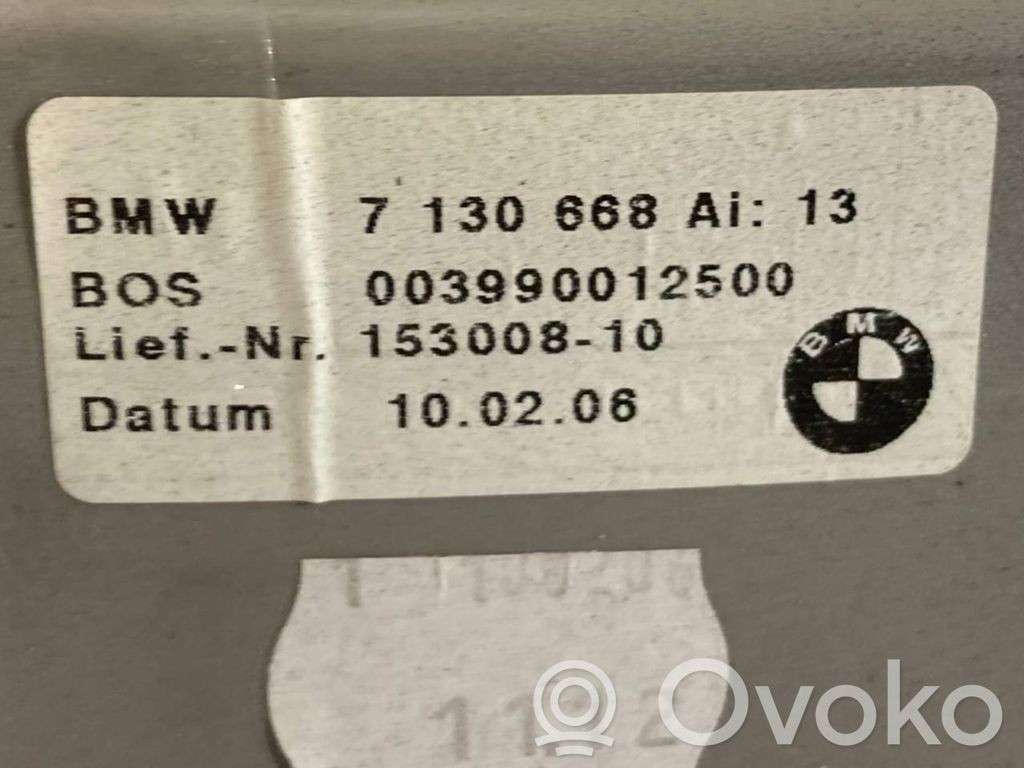 BMW 7 130 668 Ai: 13
BOS 003990012500
Lief.-Nr. 153008-10
BMW
Datum 10.02.06
Ovoko